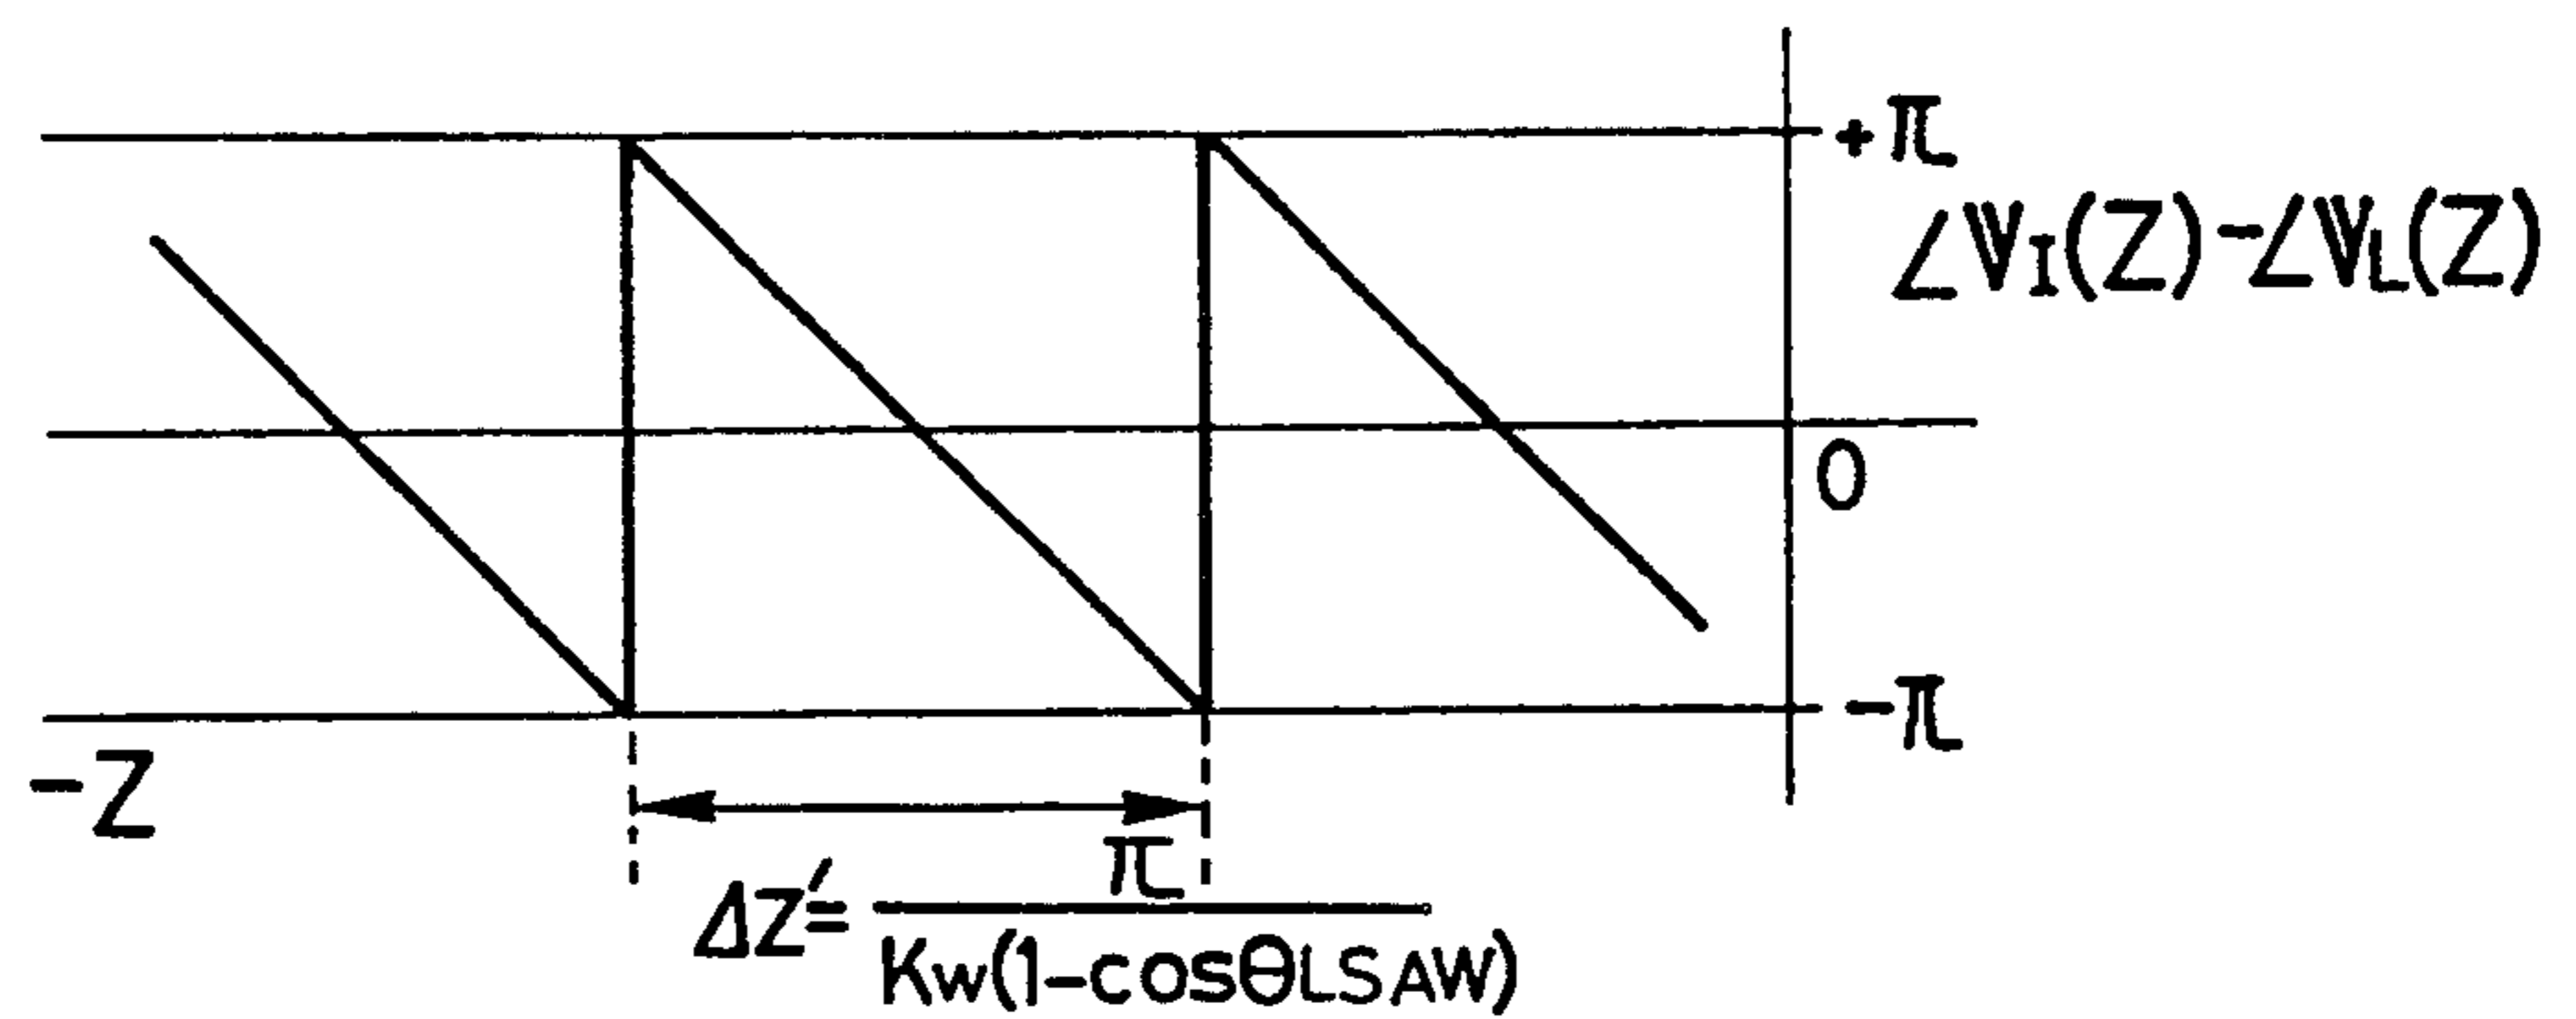 +π
∠VI(Z)-∠VL(Z)
0
-π
-Z
ΔZ′= π
Kw(1-cosθLSAW)